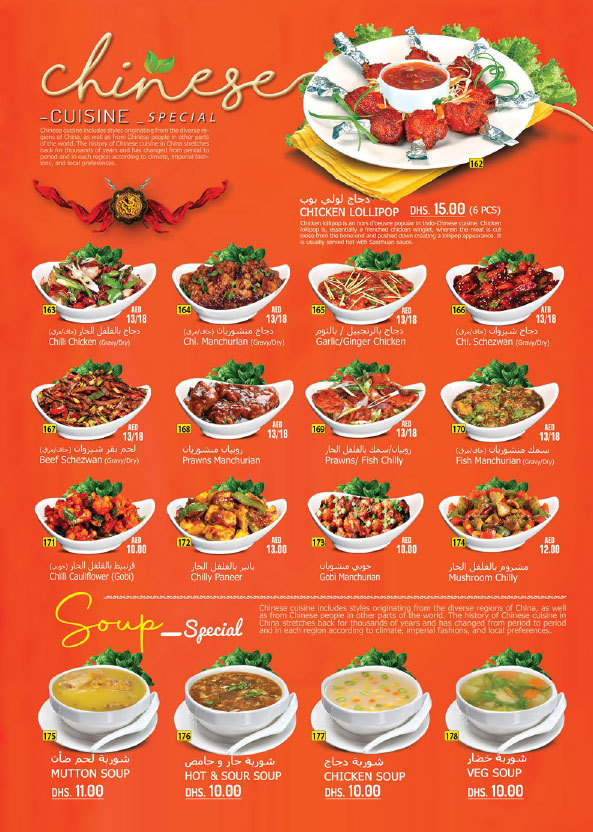 chinese
CUISINE _ SPECIAL
Chinese cuisine includes styles originating from the diverse re-
gions of China, as well as from Chinese people in other parts
of the world. The history of Chinese cuisine in China stretches
back for thousands of years and has changed from period to
period and in each region according to climate, imperial fash-
ions, and local preferences.
162
دجاج لولي بوب
CHICKEN LOLLIPOP DHS. 15.00 (6 PCS)
Chicken lollipop is an hors d'oeuvre popular in Indo-Chinese cuisine. Chicken
lollipop is, essentially a frenched chicken winglet, wherein the meat is cut
loose from the bone end and pushed down creating a lollipop appearance. It
is usually served hot with Szechuan sauce.
163
AED
13/18
دجاج بالفلفل الحار (جاف/مرق)
Chilli Chicken (Gravy/Dry)
164
AED
13/18
دجاج منشوريان (جاف/مرق)
Chi. Manchurian (Gravy/Dry)
165
AED
13/18
دجاج بالزنجبيل / بالثوم
Garlic/Ginger Chicken
166
AED
13/18
دجاج شيزوان (جاف/مرق)
Chi. Schezwan (Gravy/Dry)
167
AED
13/18
لحم بقر شيزوان (جاف/مرق)
Beef Schezwan (Gravy/Dry)
168
AED
13/18
روبيان منشوريان
Prawns Manchurian
169
AED
13/18
روبيان/سمك بالفلفل الحار
Prawns/ Fish Chilly
170
AED
13/18
سمك منشوريان (جاف/مرق)
Fish Manchurian (Gravy/Dry)
171
AED
10.00
قرنبيط بالفلفل الحار (جوبي)
Chilli Cauliflower (Gobi)
172
AED
13.00
بانير بالفلفل الحار
Chilly Paneer
173
AED
10.00
جوبي منشوبان
Gobi Manchurian
174
AED
12.00
مشروم بالفلفل الحار
Mushroom Chilly
Soup _Special
Chinese cuisine includes styles originating from the diverse regions of China, as well
as from Chinese people in other parts of the world. The history of Chinese cuisine in
China stretches back for thousands of years and has changed from period to period
and in each region according to climate, imperial fashions, and local preferences.
175
شوربة لحم ضأن
MUTTON SOUP
DHS. 11.00
176
شوربة حار و حامض
HOT & SOUR SOUP
DHS. 10.00
177
شوربة دجاج
CHICKEN SOUP
DHS. 10.00
178
شوربة خضار
VEG SOUP
DHS. 10.00